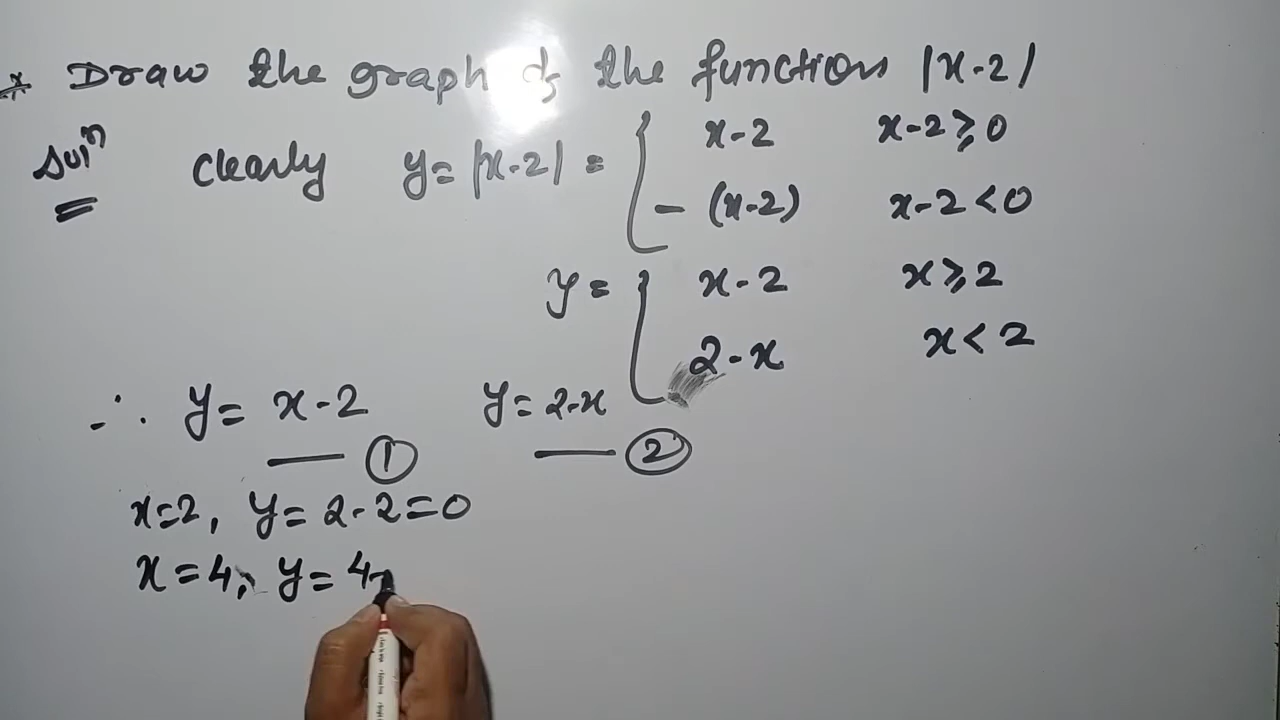 * Draw the graph of the function |x-2|
Solⁿ clearly y = |x-2| = { x-2 x-2 ≥ 0
- (x-2) x-2 < 0
y = { x-2 x ≥ 2
2-x x < 2
∴ y = x-2 y = 2-x
— ① — ②
x=2, y = 2-2 = 0
x = 4, y = 4-